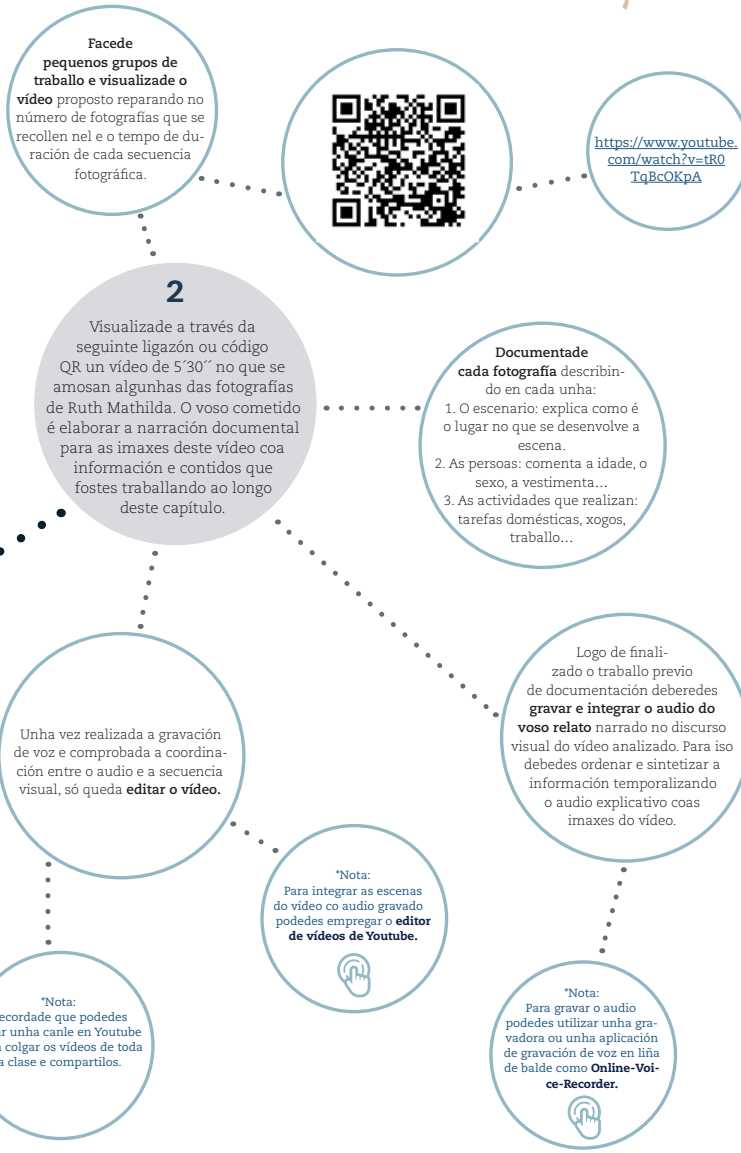 Facede
pequenos grupos de
traballo e visualizade o
vídeo proposto reparando no
número de fotografías que se
recollen nel e o tempo de du-
ración de cada secuencia
fotográfica.
https://www.youtube.
com/watch?v=tR0
TqBcOKpA
2
Visualizade a través da
seguinte ligazón ou código
QR un vídeo de 5´30´´ no que se
amosan algunhas das fotografías
de Ruth Mathilda. O voso cometido
é elaborar a narración documental
para as imaxes deste vídeo coa
información e contidos que
fostes traballando ao longo
deste capítulo.
Documentade
cada fotografía describin-
do en cada unha:
1. O escenario: explica como é
o lugar no que se desenvolve a
escena.
2. As persoas: comenta a idade, o
sexo, a vestimenta…
3. As actividades que realizan:
tarefas domésticas, xogos,
traballo…
Logo de finali-
zado o traballo previo
de documentación deberedes
gravar e integrar o audio do
voso relato narrado no discurso
visual do vídeo analizado. Para iso
debedes ordenar e sintetizar a
información temporalizando
o audio explicativo coas
imaxes do vídeo.
Unha vez realizada a gravación
de voz e comprobada a coordina-
ción entre o audio e a secuencia
visual, só queda editar o vídeo.
*Nota:
Para integrar as escenas
do vídeo co audio gravado
podedes empregar o editor
de vídeos de Youtube.
*Nota:
ecordade que podedes
ar unha canle en Youtube
a colgar os vídeos de toda
a clase e compartilos.
*Nota:
Para gravar o audio
podedes utilizar unha gra-
vadora ou unha aplicación
de gravación de voz en liña
de balde como Online-Voi-
ce-Recorder.